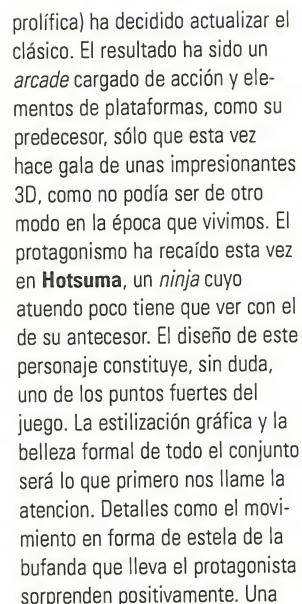 prolífica) ha decidido actualizar el
clásico. El resultado ha sido un
arcade cargado de acción y ele-
mentos de plataformas, como su
predecesor, sólo que esta vez
hace gala de unas impresionantes
3D, como no podía ser de otro
modo en la época que vivimos. El
protagonismo ha recaído esta vez
en Hotsuma, un ninja cuyo
atuendo poco tiene que ver con el
de su antecesor. El diseño de este
personaje constituye, sin duda,
uno de los puntos fuertes del
juego. La estilización gráfica y la
belleza formal de todo el conjunto
será lo que primero nos llame la
atencion. Detalles como el movi-
miento en forma de estela de la
bufanda que lleva el protagonista
sorprenden positivamente. Una